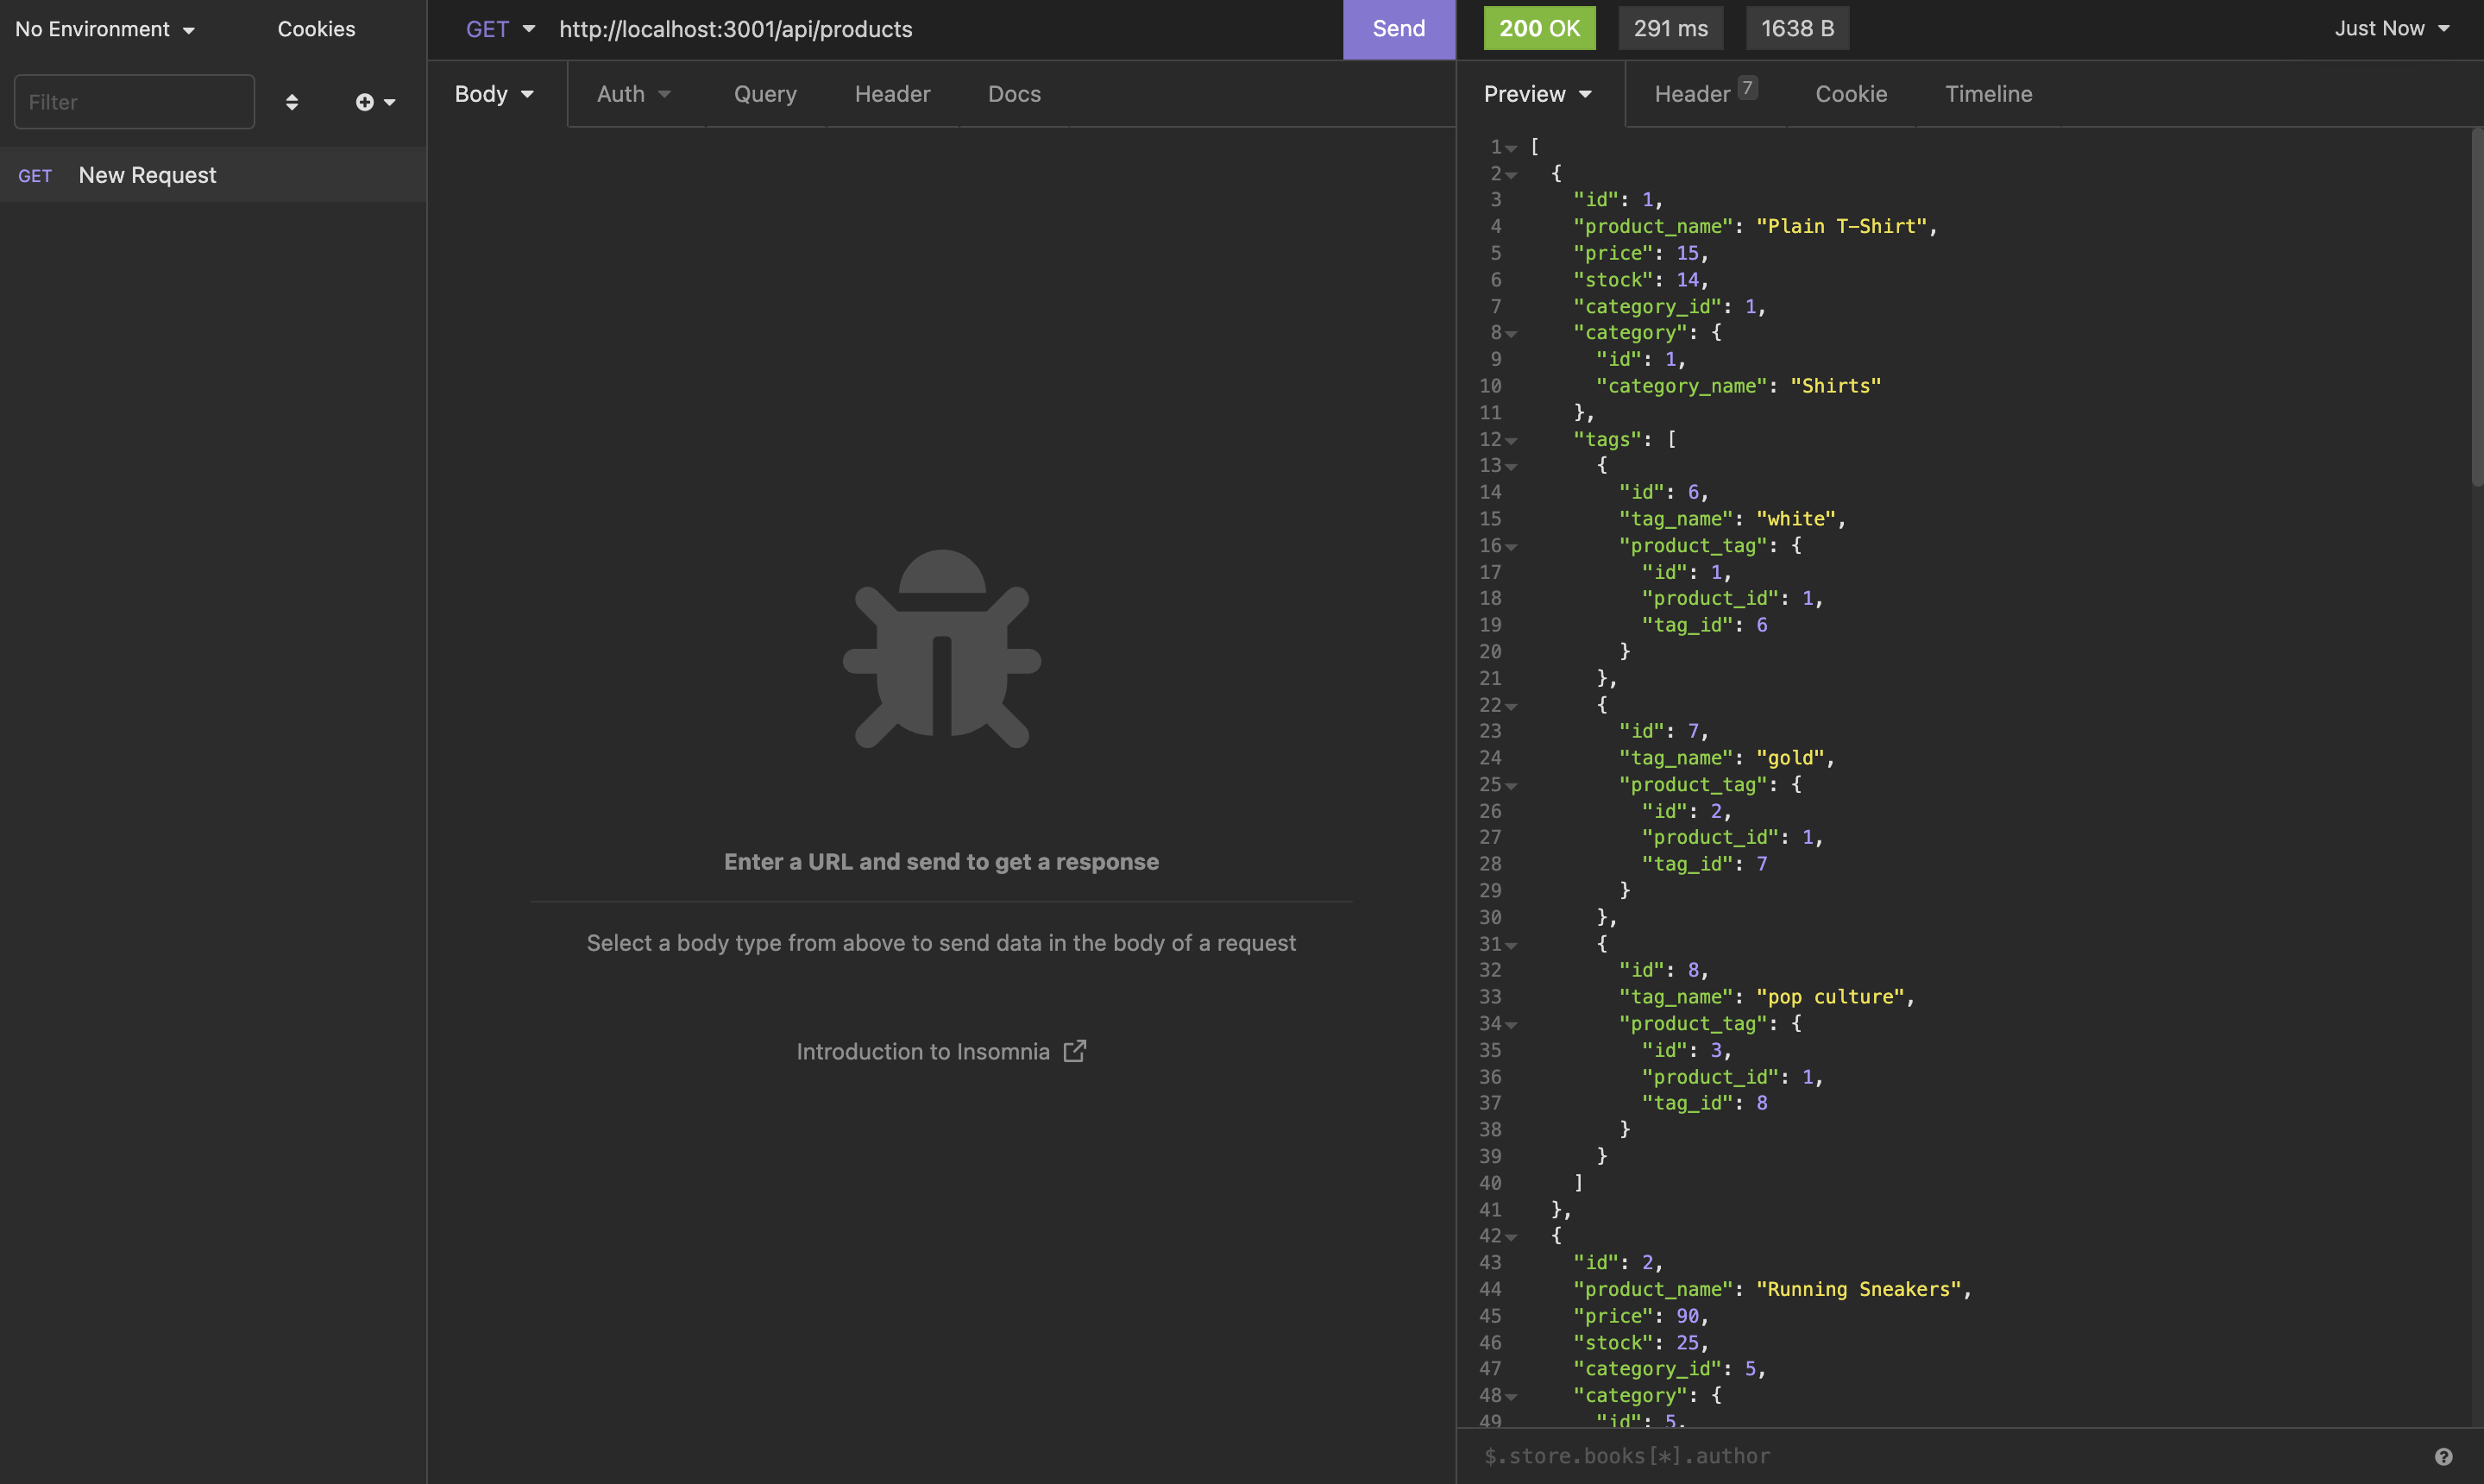 No Environment
Cookies
Filter
GET New Request
GET http://localhost:3001/api/products
Send
Body Auth Query Header Docs
Enter a URL and send to get a response
Select a body type from above to send data in the body of a request
Introduction to Insomnia
200 OK 291 ms 1638 B Just Now
Preview Header 7 Cookie Timeline
1 [
2 {
3 "id": 1,
4 "product_name": "Plain T-Shirt",
5 "price": 15,
6 "stock": 14,
7 "category_id": 1,
8 "category": {
9 "id": 1,
10 "category_name": "Shirts"
11 },
12 "tags": [
13 {
14 "id": 6,
15 "tag_name": "white",
16 "product_tag": {
17 "id": 1,
18 "product_id": 1,
19 "tag_id": 6
20 }
21 },
22 {
23 "id": 7,
24 "tag_name": "gold",
25 "product_tag": {
26 "id": 2,
27 "product_id": 1,
28 "tag_id": 7
29 }
30 },
31 {
32 "id": 8,
33 "tag_name": "pop culture",
34 "product_tag": {
35 "id": 3,
36 "product_id": 1,
37 "tag_id": 8
38 }
39 }
40 ]
41 },
42 {
43 "id": 2,
44 "product_name": "Running Sneakers",
45 "price": 90,
46 "stock": 25,
47 "category_id": 5,
48 "category": {
49 "id": 5,
$.store.books[*].author